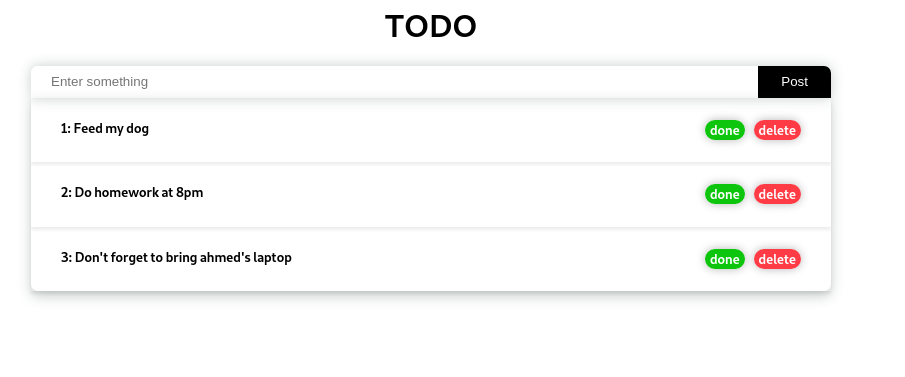 TODO
Enter something Post
1: Feed my dog done delete
2: Do homework at 8pm done delete
3: Don't forget to bring ahmed's laptop done delete